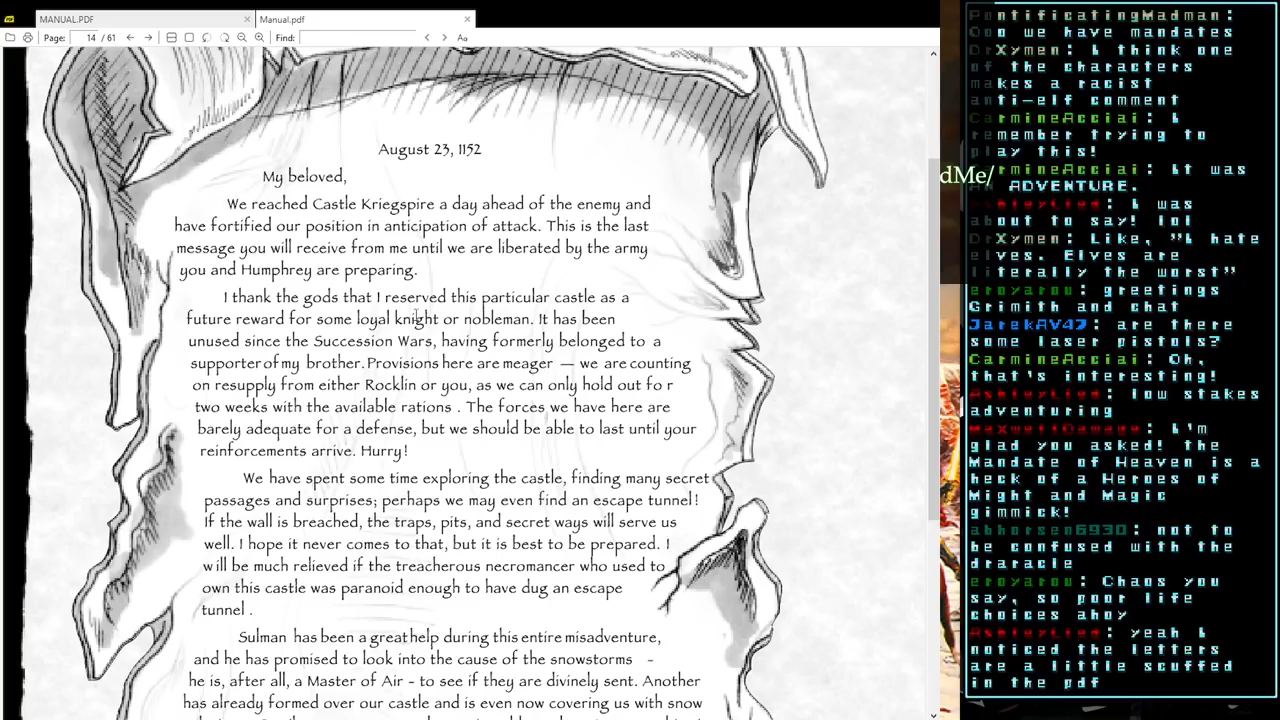 MANUAL.PDF
Manual.pdf
Page: 14 / 61
Find:
Aa
August 23, 1152
My beloved,
We reached Castle Kriegspire a day ahead of the enemy and
have fortified our position in anticipation of attack. This is the last
message you will receive from me until we are liberated by the army
you and Humphrey are preparing.
I thank the gods that I reserved this particular castle as a
future reward for some loyal knight or nobleman. It has been
unused since the Succession Wars, having formerly belonged to a
supporter of my brother. Provisions here are meager — we are counting
on resupply from either Rocklin or you, as we can only hold out fo r
two weeks with the available rations . The forces we have here are
barely adequate for a defense, but we should be able to last until your
reinforcements arrive. Hurry!
We have spent some time exploring the castle, finding many secret
passages and surprises; perhaps we may even find an escape tunnel!
If the wall is breached, the traps, pits, and secret ways will serve us
well. I hope it never comes to that, but it is best to be prepared. I
will be much relieved if the treacherous necromancer who used to
own this castle was paranoid enough to have dug an escape
tunnel .
Sulman has been a great help during this entire misadventure,
and he has promised to look into the cause of the snowstorms -
he is, after all, a Master of Air - to see if they are divinely sent. Another
has already formed over our castle and is even now covering us with snow
dMe/
PontificatingMadman:
Ooo we have mandates
DrXymen: I think one
of the characters
makes a racist
anti-elf comment
CarmineAcciai: I
remember trying to
play this!
CarmineAcciai: It was
AN ADVENTURE.
AshleyLied: I was
about to say! lol
DrXymen: Like, "I hate
elves. Elves are
literally the worst"
eroyarou: greetings
Grimith and chat
JarekAV47: are there
some laser pistols?
CarmineAcciai: Oh,
that's interesting!
AshleyLied: low stakes
adventuring
MaxwellDamage: I'm
glad you asked! the
Mandate of Heaven is a
heck of a Heroes of
Might and Magic
gimmick!
abhorsen6930: not to
be confused with the
draracle
eroyarou: Chaos you
say, so poor life
choices ahoy
AshleyLied: yeah I
noticed the letters
are a little scuffed
in the pdf